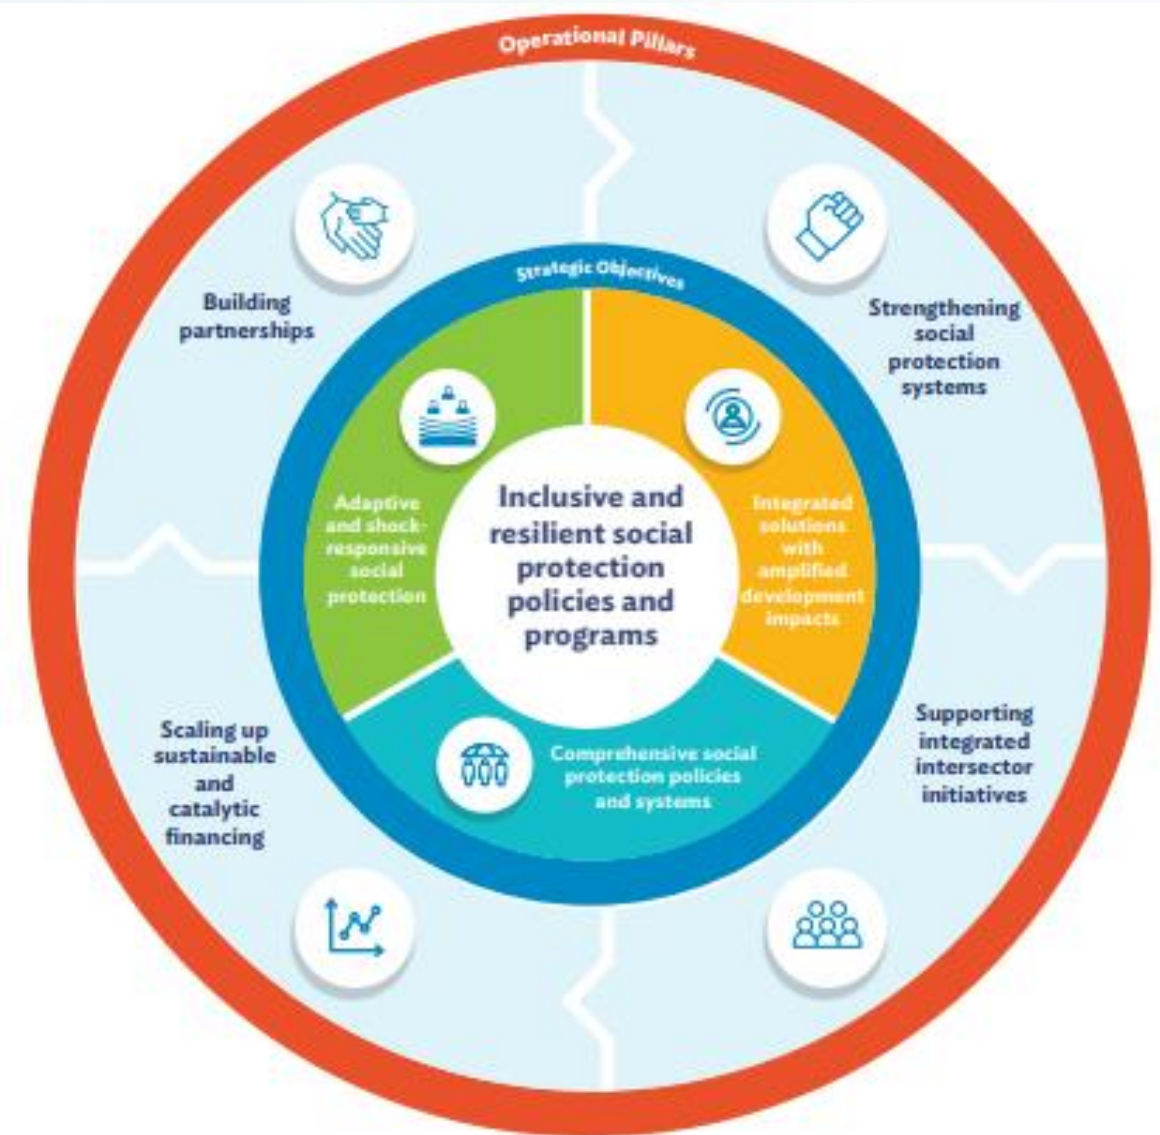 Operational Pillars
Building
partnerships
Strengthening
social
protection
systems
Strategic Objectives
Adaptive
and shock-
responsive
social
protection
Inclusive and
resilient social
protection
policies and
programs
Integrated
solutions
with
amplified
development
impacts
Comprehensive social
protection policies
and systems
Scaling up
sustainable
and
catalytic
financing
Supporting
integrated
intersector
initiatives